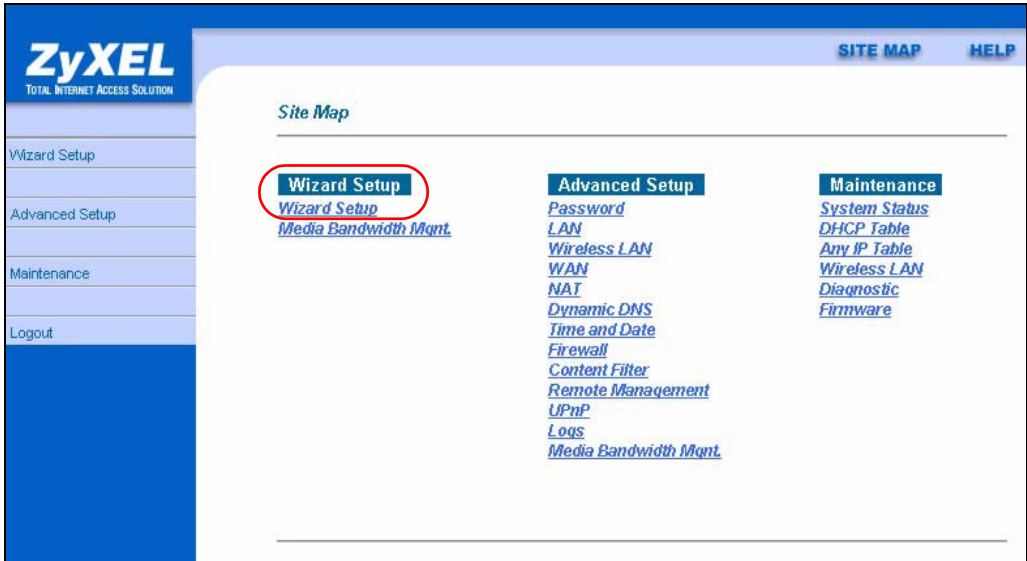 SITE MAP
HELP
ZyXEL
TOTAL INTERNET ACCESS SOLUTION
Wizard Setup
Advanced Setup
Maintenance
Logout
Site Map
Wizard Setup
Wizard Setup
Media Bandwidth Mgnt.
Advanced Setup
Password
LAN
Wireless LAN
WAN
NAT
Dynamic DNS
Time and Date
Firewall
Content Filter
Remote Management
UPnP
Logs
Media Bandwidth Mgnt.
Maintenance
System Status
DHCP Table
Any IP Table
Wireless LAN
Diagnostic
Firmware